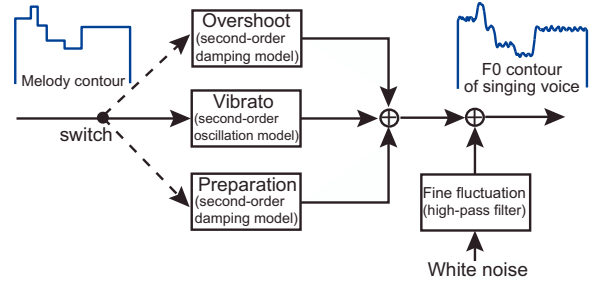 Overshoot
(second-order
damping model)
Melody contour
F0 contour
of singing voice
switch
Vibrato
(second-order
oscillation model)
Preparation
(second-order
damping model)
Fine fluctuation
(high-pass filter)
White noise